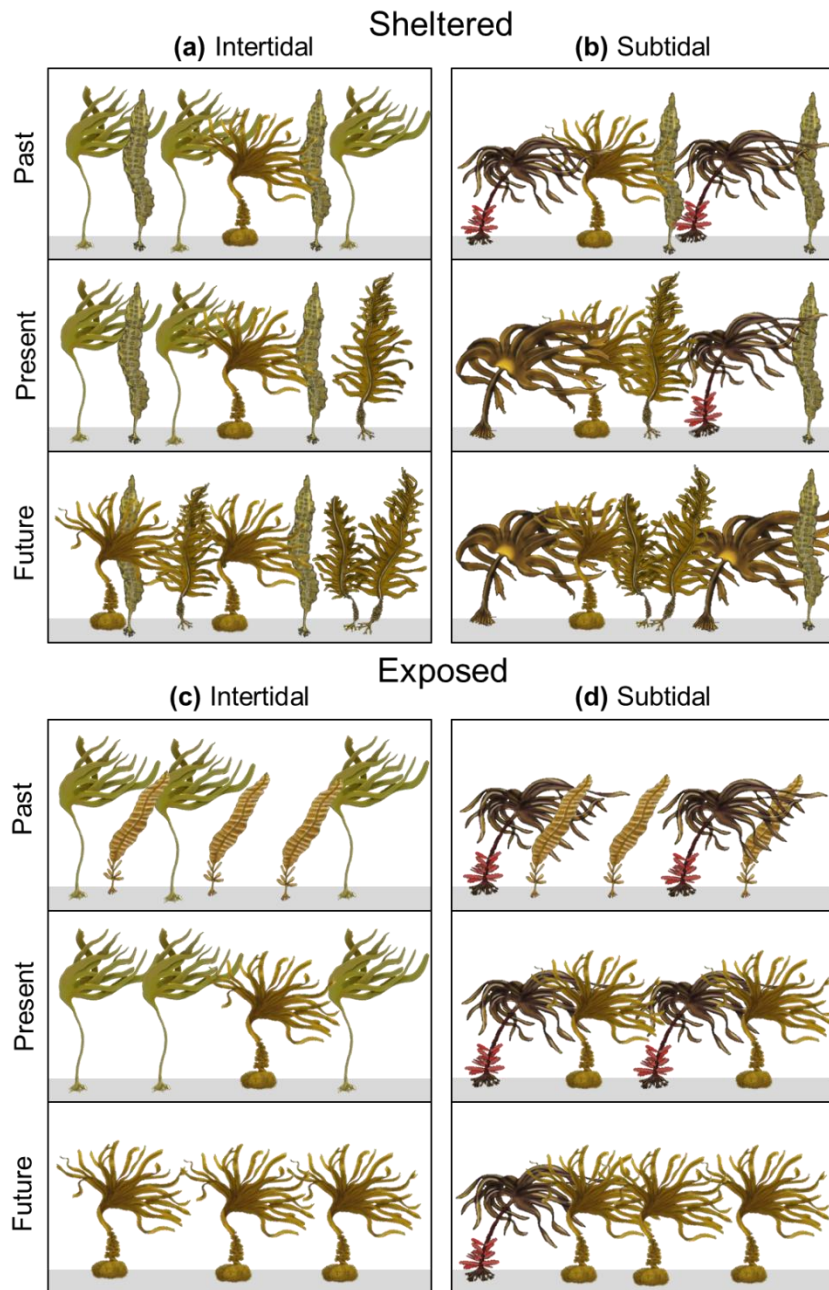 Sheltered
(a) Intertidal
(b) Subtidal
Past
Present
Future
Exposed
(c) Intertidal
(d) Subtidal
Past
Present
Future